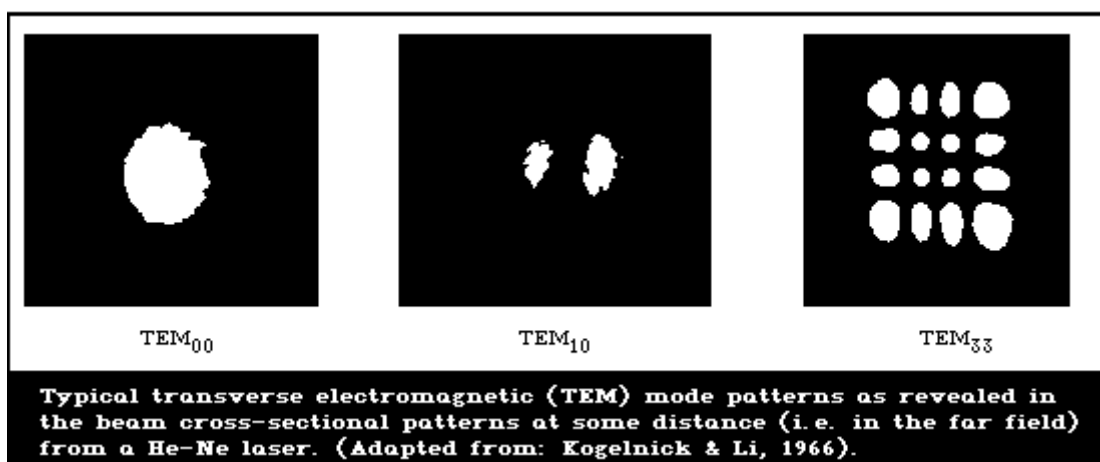 TEM00
TEM10
TEM33
Typical transverse electromagnetic (TEM) mode patterns as revealed in
the beam cross-sectional patterns at some distance (i.e. in the far field)
from a He-Ne laser. (Adapted from: Kogelnick & Li, 1966).